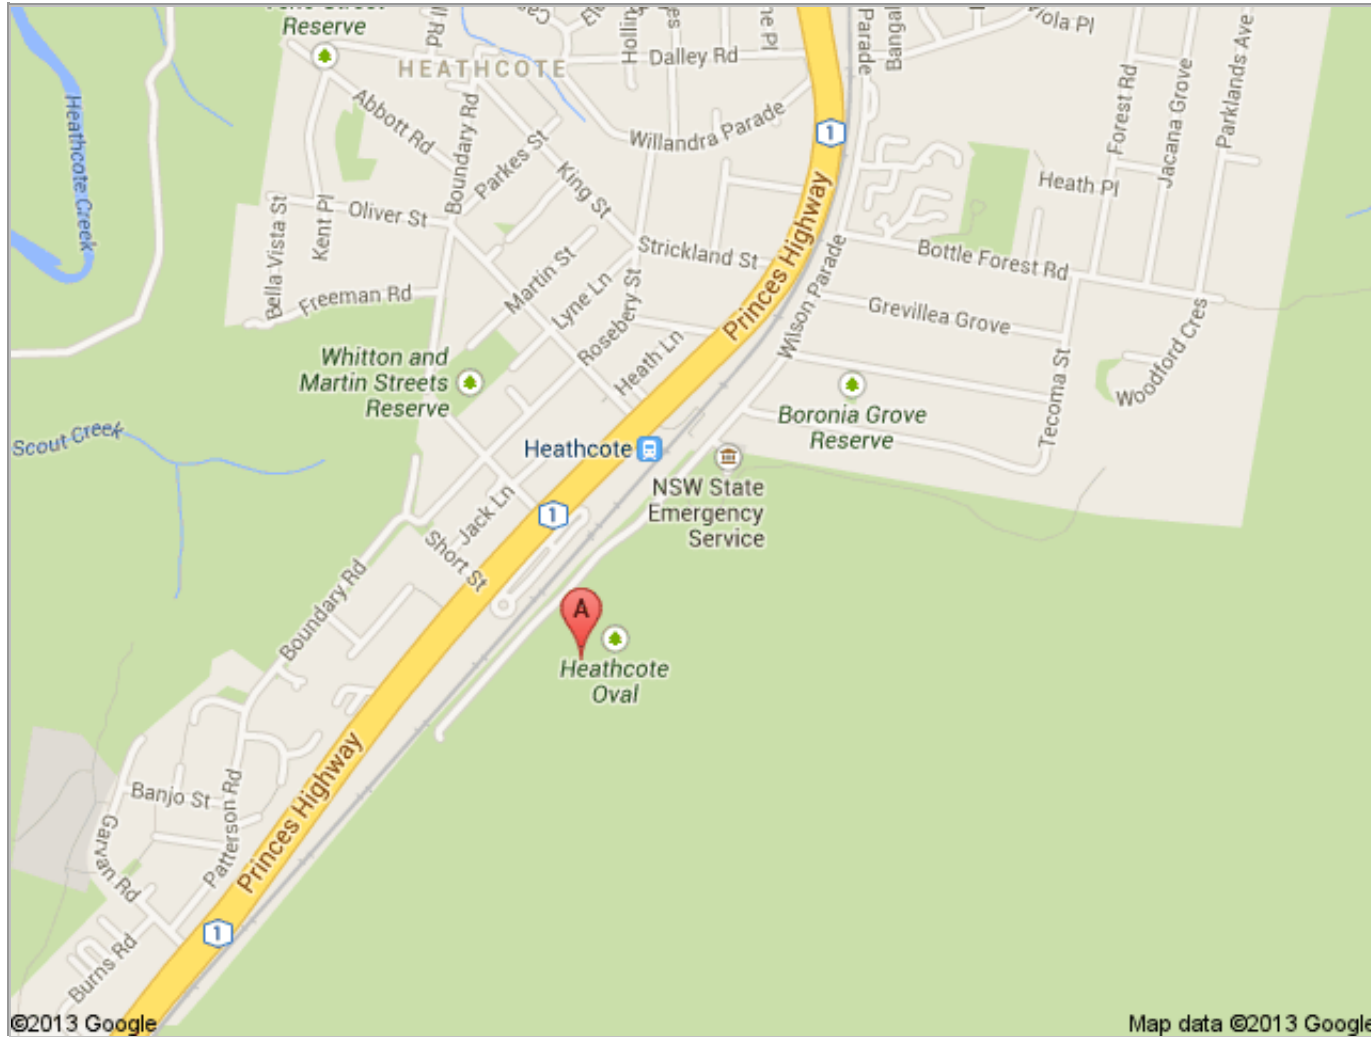 Reserve
HEATHCOTE
Dalley Rd
Viola Pl
Parade
Forest Rd
Jacana Grove
Parklands Ave
Heathcote Creek
Abbott Rd
Boundary Rd
Parkes St
Willandra Parade
1
King St
Heath Pl
Bella Vista St
Kent Pl
Oliver St
Strickland St
Princes Highway
Wilson Parade
Bottle Forest Rd
Martin St
Lyne Ln
Freeman Rd
Rosebery St
Grevillea Grove
Heath Ln
Whitton and
Martin Streets
Reserve
Woodford Cres
Tecoma St
Boronia Grove
Reserve
Scout Creek
Heathcote
NSW State
Emergency
Service
Jack Ln
1
Short St
Boundary Rd
A
Heathcote
Oval
Banjo St
Patterson Rd
Princes Highway
Garvan Rd
1
Burns Rd
©2013 Google
Map data ©2013 Google